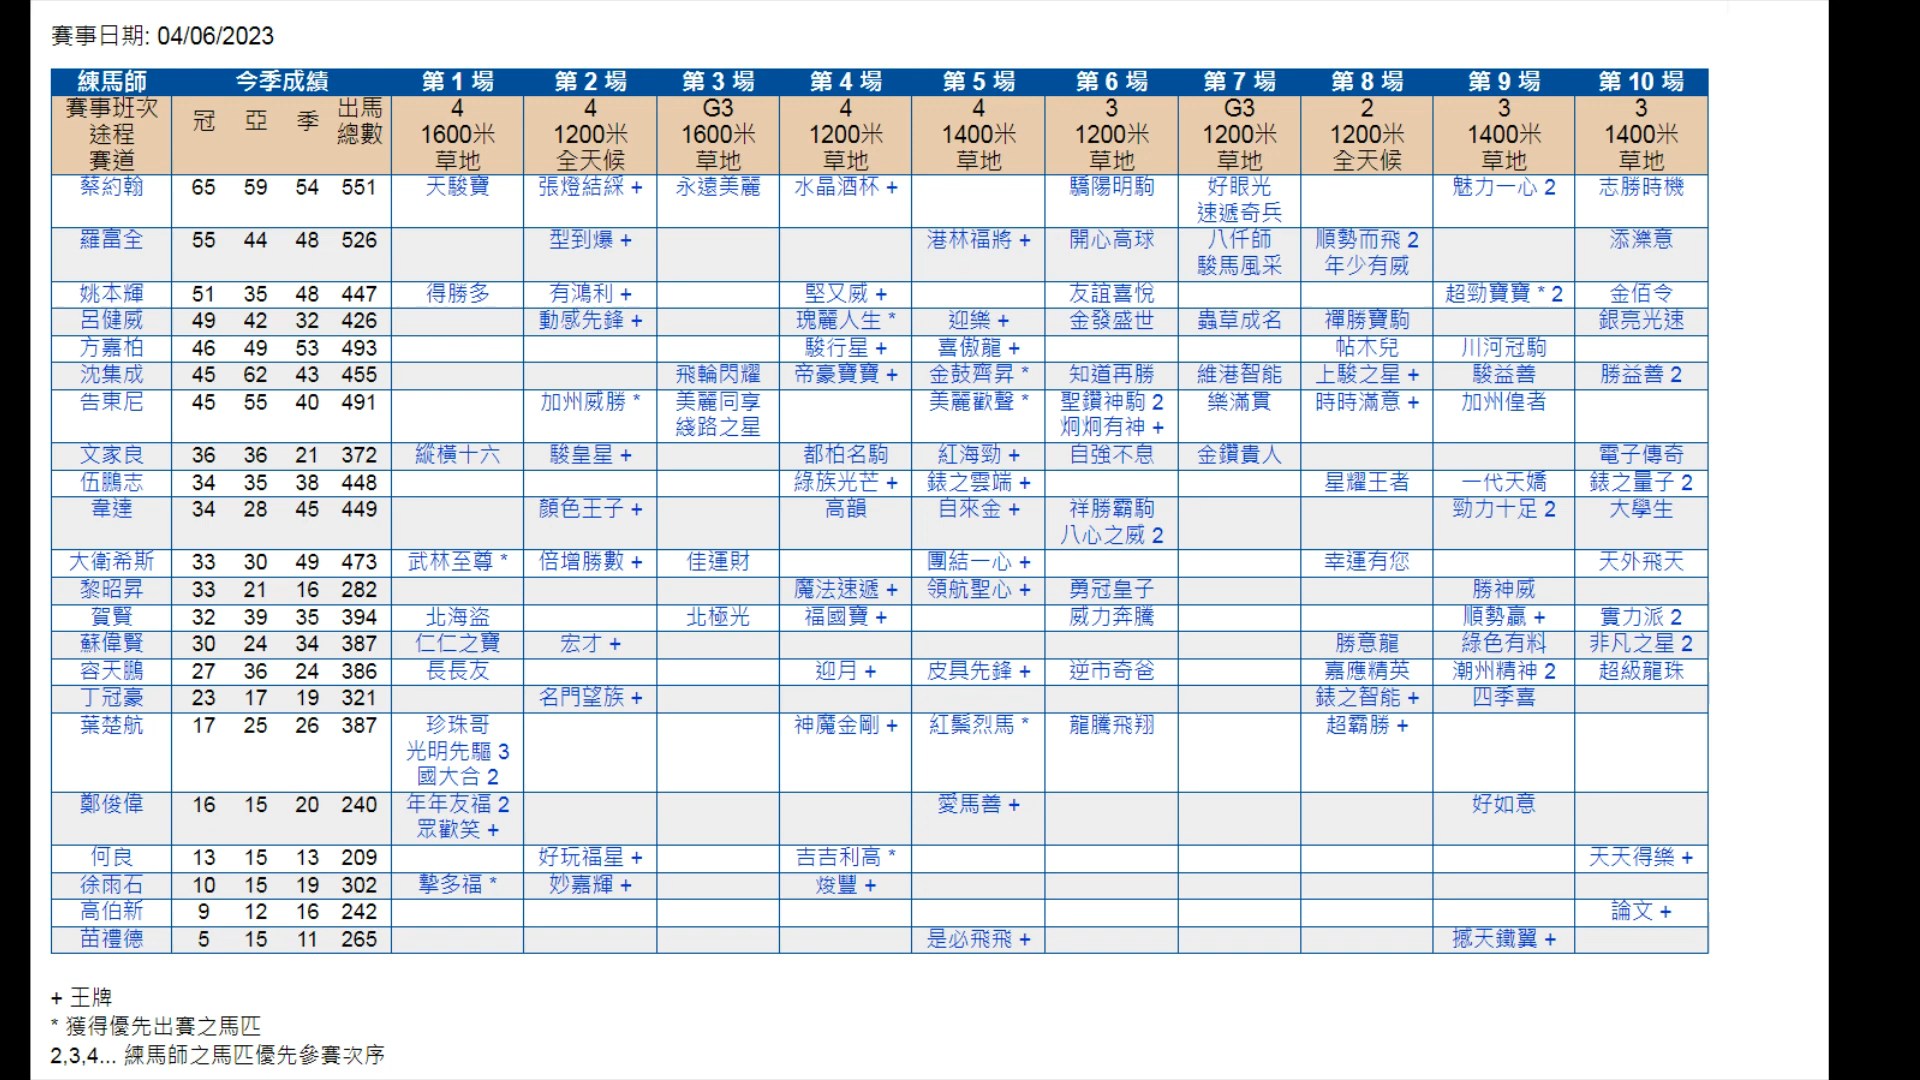 賽事日期: 04/06/2023
練馬師 今季成績 第 1 場 第 2 場 第 3 場 第 4 場 第 5 場 第 6 場 第 7 場 第 8 場 第 9 場 第 10 場
賽事班次 冠 亞 季 出馬 4 4 G3 4 4 3 G3 2 3 3
途程 總數 1600米 1200米 1600米 1200米 1400米 1200米 1200米 1200米 1400米 1400米
賽道 草地 全天候 草地 草地 草地 草地 草地 全天候 草地 草地
蔡約翰 65 59 54 551 天駿寶 張燈結綵 + 永遠美麗 水晶酒杯 + 驕陽明駒 好眼光 魅力一心 2 志勝時機
速遞奇兵
羅富全 55 44 48 526 型到爆 + 港林福將 + 開心高球 八仟師 順勢而飛 2 添濼意
駿馬風采 年少有威
姚本輝 51 35 48 447 得勝多 有鴻利 + 堅又威 + 友誼喜悅 超勁寶寶 * 2 金佰令
呂健威 49 42 32 426 動感先鋒 + 瑰麗人生 * 迎樂 + 金發盛世 蟲草成名 禪勝寶駒 銀亮光速
方嘉柏 46 49 53 493 駿行星 + 喜傲龍 + 帖木兒 川河冠駒
沈集成 45 62 43 455 飛輪閃耀 帝豪寶寶 + 金鼓齊昇 * 知道再勝 維港智能 上駿之星 + 駿益善 勝益善 2
告東尼 45 55 40 491 加州威勝 * 美麗同享 美麗歡聲 * 聖鑽神駒 2 樂滿貫 時時滿意 + 加州偟者
綫路之星 炯炯有神 +
文家良 36 36 21 372 縱橫十六 駿皇星 + 都柏名駒 紅海勁 + 自強不息 金鑽貴人 電子傳奇
伍鵬志 34 35 38 448 綠族光芒 + 錶之雲端 + 星耀王者 一代天嬌 錶之量子 2
韋達 34 28 45 449 顏色王子 + 高韻 自來金 + 祥勝霸駒 勁力十足 2 大學生
八心之威 2
大衛希斯 33 30 49 473 武林至尊 * 倍增勝數 + 佳運財 團結一心 + 幸運有您 天外飛天
黎昭昇 33 21 16 282 魔法速遞 + 領航聖心 + 勇冠皇子 勝神威
賀賢 32 39 35 394 北海盜 北極光 福國寶 + 威力奔騰 順勢贏 + 實力派 2
蘇偉賢 30 24 34 387 仁仁之寶 宏才 + 勝意龍 綠色有料 非凡之星 2
容天鵬 27 36 24 386 長長友 迎月 + 皮具先鋒 + 逆市奇爸 嘉應精英 潮州精神 2 超級龍珠
丁冠豪 23 17 19 321 名門望族 + 錶之智能 + 四季喜
葉楚航 17 25 26 387 珍珠哥 神魔金剛 + 紅鬃烈馬 * 龍騰飛翔 超霸勝 +
光明先驅 3
國大合 2
鄭俊偉 16 15 20 240 年年友福 2 愛馬善 + 好如意
眾歡笑 +
何良 13 15 13 209 好玩福星 + 吉吉利高 * 天天得樂 +
徐雨石 10 15 19 302 摯多福 * 妙嘉輝 + 焌豐 +
高伯新 9 12 16 242 論文 +
苗禮德 5 15 11 265 是必飛飛 + 撼天鐵翼 +
+ 王牌
* 獲得優先出賽之馬匹
2,3,4... 練馬師之馬匹優先參賽次序